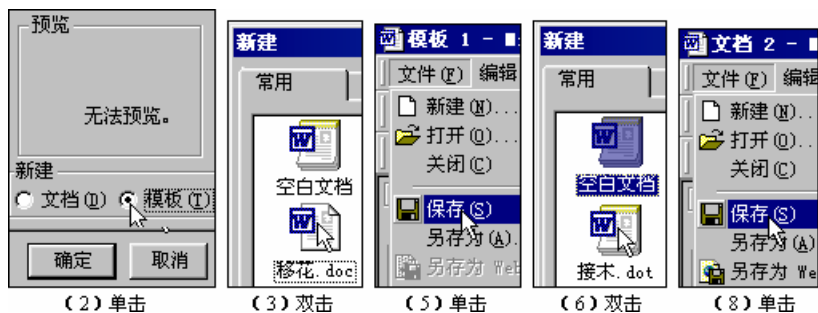 预览
无法预览。
新建
文档(D)
模板(T)
确定
取消
(2)单击
新建
常用
空白文档
移花.doc
(3)双击
模板 1 -
文件(F) 编辑
新建(N)...
打开(O)...
关闭(C)
保存(S)
另存为(A).
另存为 Web
(5)单击
新建
常用
空白文档
接木.dot
(6)双击
文档 2 -
文件(F) 编辑
新建(N)..
打开(O)..
关闭(C)
保存(S)
另存为(A)
另存为 We
(8)单击